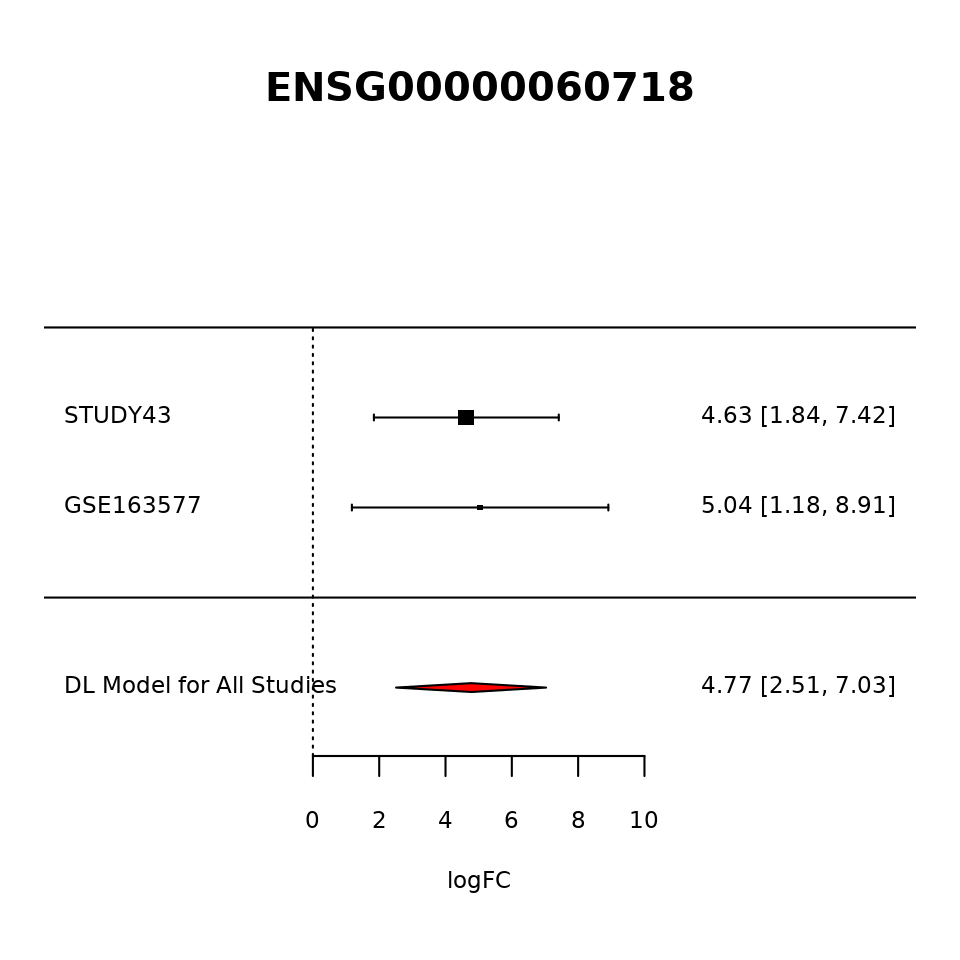 ENSG00000060718
STUDY43 4.63 [1.84, 7.42]
GSE163577 5.04 [1.18, 8.91]
DL Model for All Studies 4.77 [2.51, 7.03]
0 2 4 6 8 10
logFC